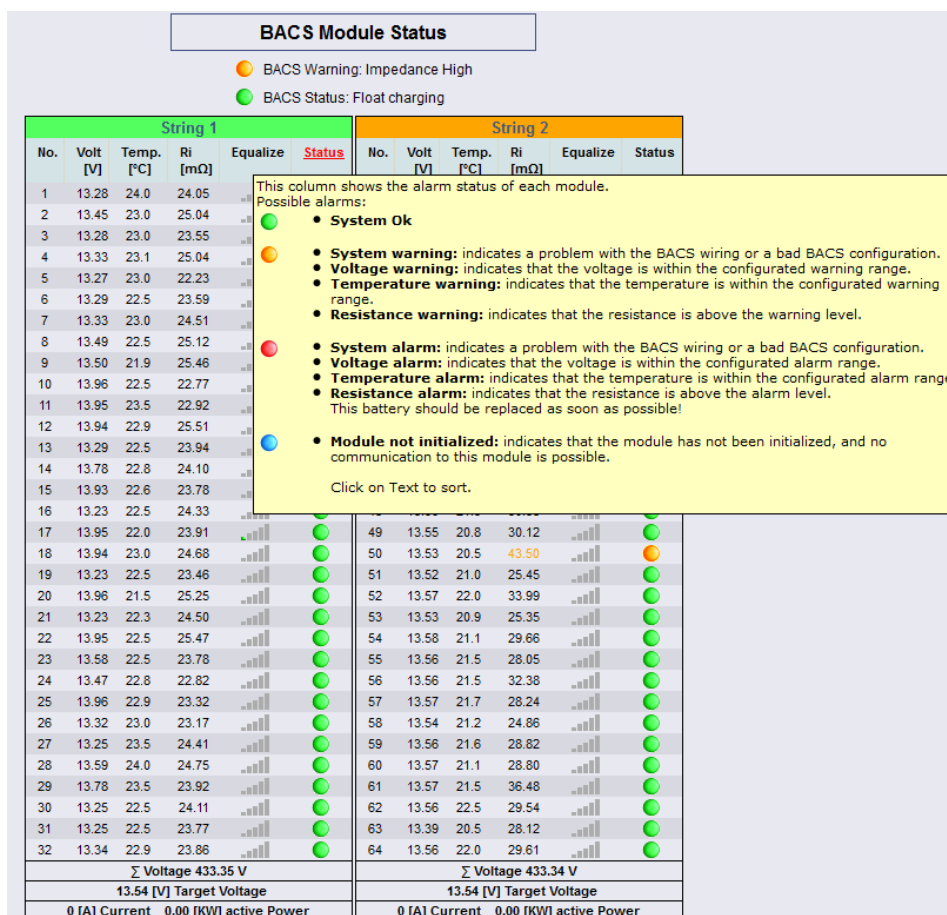 BACS Module Status
BACS Warning: Impedance High
BACS Status: Float charging
String 1 String 2
No. Volt [V] Temp. [°C] Ri [mΩ] Equalize Status No. Volt [V] Temp. [°C] Ri [mΩ] Equalize Status
This column shows the alarm status of each module.
Possible alarms:
• System Ok
• System warning: indicates a problem with the BACS wiring or a bad BACS configuration.
• Voltage warning: indicates that the voltage is within the configurated warning range.
• Temperature warning: indicates that the temperature is within the configurated warning
range.
• Resistance warning: indicates that the resistance is above the warning level.
• System alarm: indicates a problem with the BACS wiring or a bad BACS configuration.
• Voltage alarm: indicates that the voltage is within the configurated alarm range.
• Temperature alarm: indicates that the temperature is within the configurated alarm range
• Resistance alarm: indicates that the resistance is above the alarm level.
This battery should be replaced as soon as possible!
• Module not initialized: indicates that the module has not been initialized, and no
communication to this module is possible.
Click on Text to sort.
1 13.28 24.0 24.05
2 13.45 23.0 25.04
3 13.28 23.0 23.55
4 13.33 23.1 25.04
5 13.27 23.0 22.23
6 13.29 22.5 23.59
7 13.33 23.0 24.51
8 13.49 22.5 25.12
9 13.50 21.9 25.46
10 13.96 22.5 22.77
11 13.95 23.5 22.92
12 13.94 22.9 25.51
13 13.29 22.5 23.94
14 13.78 22.8 24.10
15 13.93 22.6 23.78
16 13.23 22.5 24.33
17 13.95 22.0 23.91 49 13.55 20.8 30.12
18 13.94 23.0 24.68 50 13.53 20.5 43.50
19 13.23 22.5 23.46 51 13.52 21.0 25.45
20 13.96 21.5 25.25 52 13.57 22.0 33.99
21 13.23 22.3 24.50 53 13.53 20.9 25.35
22 13.95 22.5 25.47 54 13.58 21.1 29.66
23 13.58 22.5 23.78 55 13.56 21.5 28.05
24 13.47 22.8 22.82 56 13.56 21.5 32.38
25 13.96 22.9 23.32 57 13.57 21.7 28.24
26 13.32 23.0 23.17 58 13.54 21.2 24.86
27 13.25 23.5 24.41 59 13.56 21.6 28.82
28 13.59 24.0 24.75 60 13.57 21.1 28.80
29 13.78 23.5 23.92 61 13.57 21.5 36.48
30 13.25 22.5 24.11 62 13.56 22.5 29.54
31 13.25 22.5 23.77 63 13.39 20.5 28.12
32 13.34 22.9 23.86 64 13.56 22.0 29.61
∑ Voltage 433.35 V ∑ Voltage 433.34 V
13.54 [V] Target Voltage 13.54 [V] Target Voltage
0 [A] Current 0.00 [KW] active Power 0 [A] Current 0.00 [KW] active Power